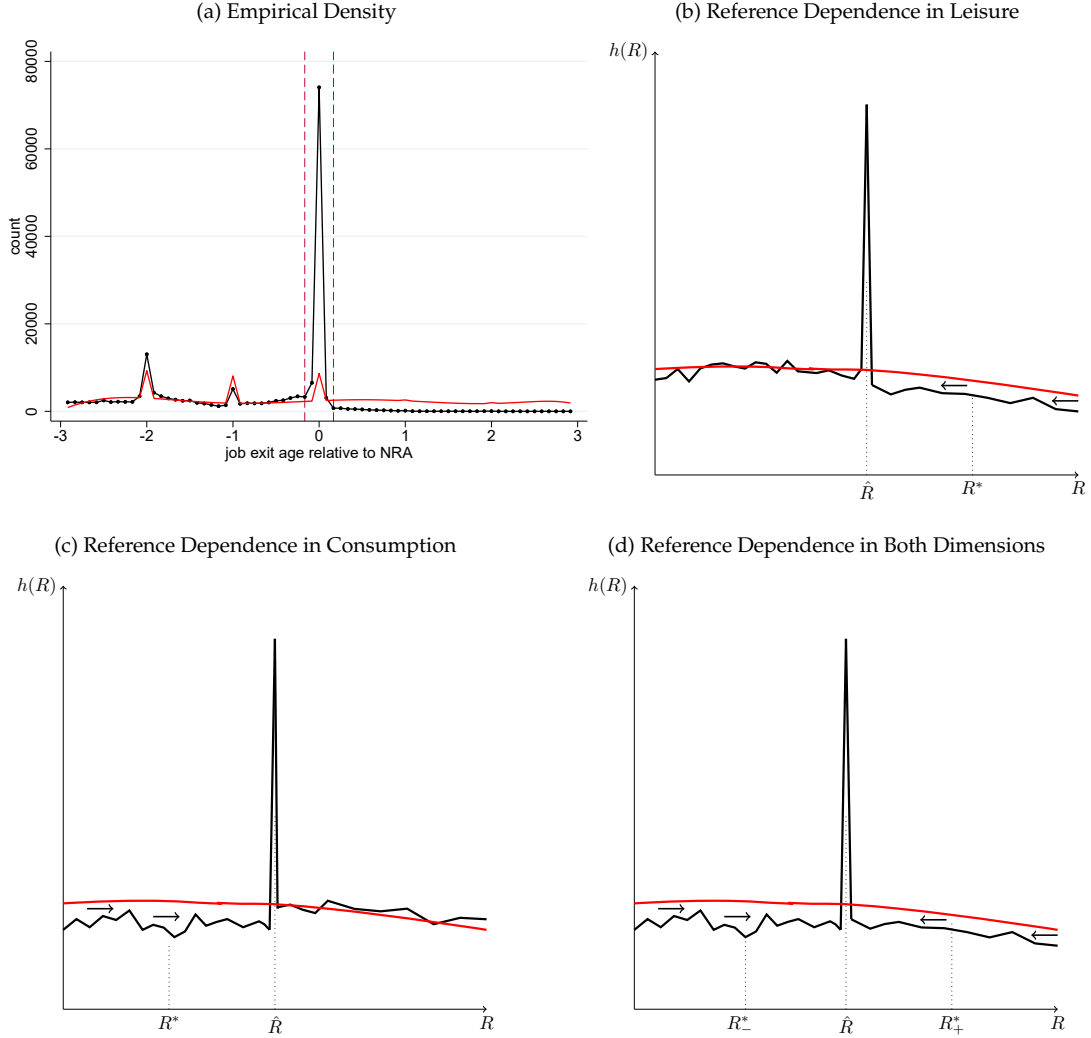 (a) Empirical Density
80000
60000
40000
20000
0
count
-3 -2 -1 0 1 2 3
job exit age relative to NRA
(b) Reference Dependence in Leisure
h(R)
R̂ R* R
(c) Reference Dependence in Consumption
h(R)
R* R̂ R
(d) Reference Dependence in Both Dimensions
h(R)
R*₋ R̂ R*₊ R